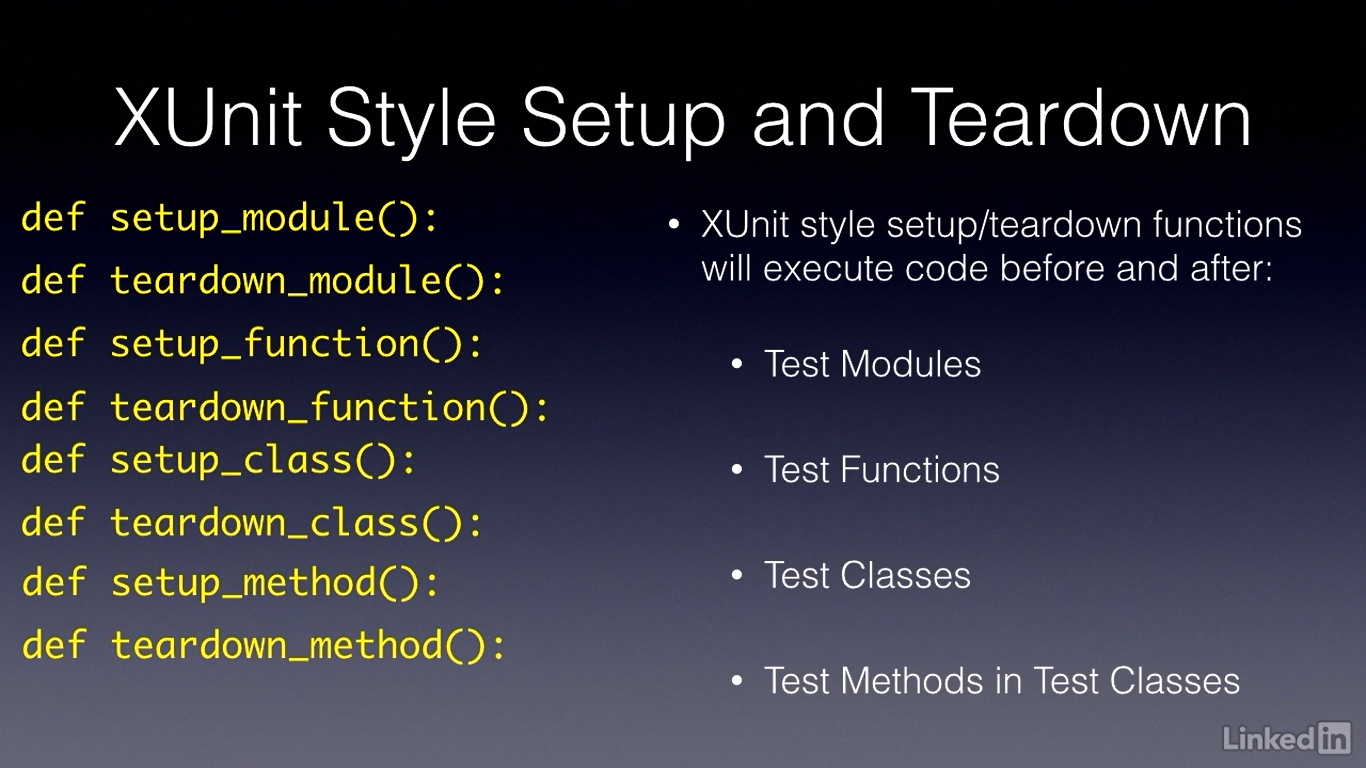 XUnit Style Setup and Teardown
def setup_module():
def teardown_module():
def setup_function():
def teardown_function():
def setup_class():
def teardown_class():
def setup_method():
def teardown_method():
• XUnit style setup/teardown functions
will execute code before and after:
• Test Modules
• Test Functions
• Test Classes
• Test Methods in Test Classes
Linked in